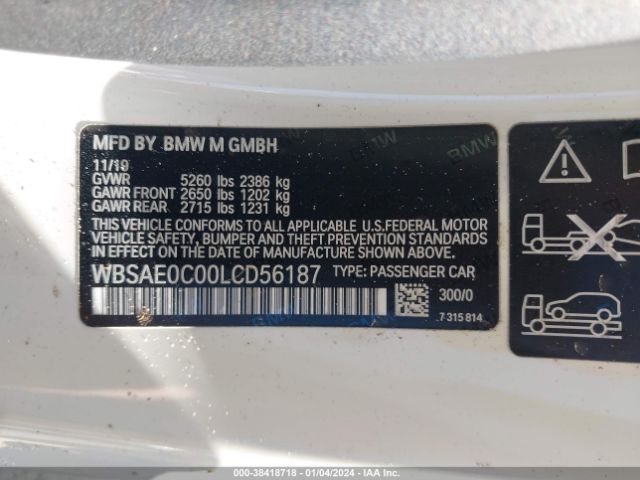 MFD BY BMW M GMBH
11/19
GVWR 5260 lbs 2386 kg
GAWR FRONT 2650 lbs 1202 kg
GAWR REAR 2715 lbs 1231 kg
THIS VEHICLE CONFORMS TO ALL APPLICABLE U.S.FEDERAL MOTOR
VEHICLE SAFETY, BUMPER AND THEFT PREVENTION STANDARDS
IN EFFECT ON THE DATE OF MANUFACTURE SHOWN ABOVE.
WBSAE0C00LCD56187 TYPE: PASSENGER CAR
300/0
7 315 814
BMW
000-38418718 - 01/04/2024 - IAA Inc.